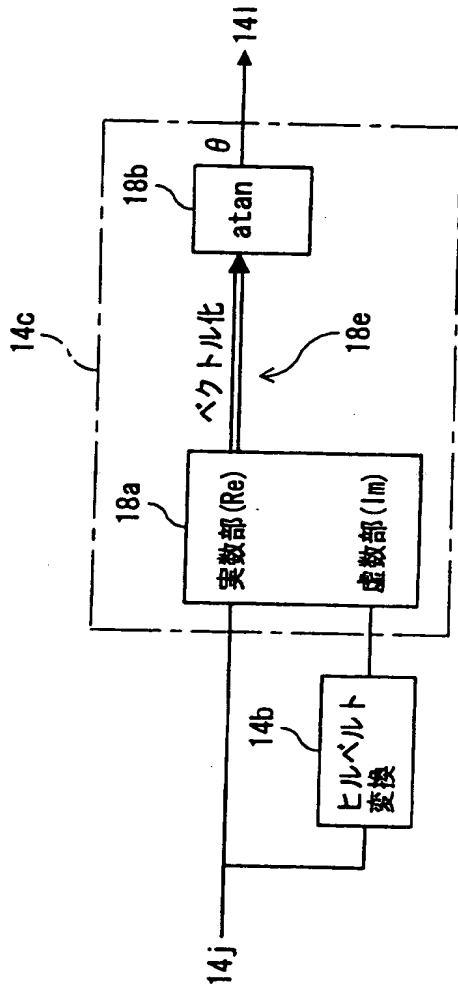 14c
18a
18b
14j
実数部(Re)
ベクトル化
atan
θ
14l
18e
虚数部(Im)
14b
ヒルベルト
変換